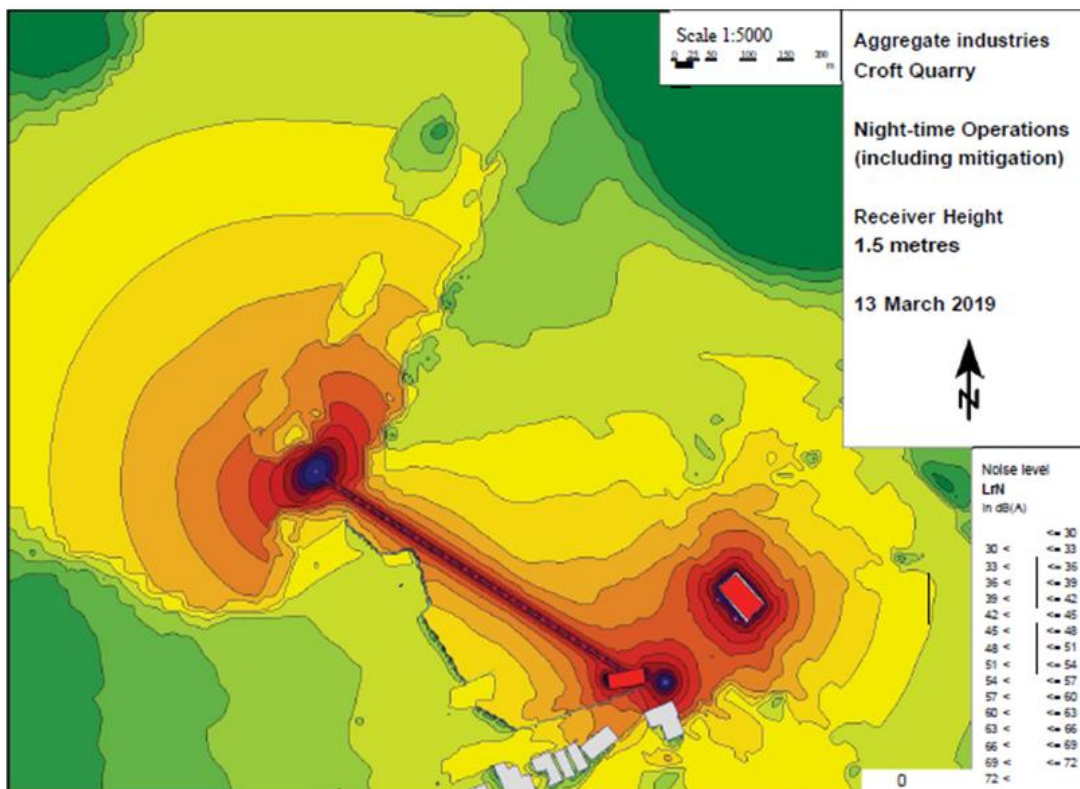 Scale 1:5000
0 25 50 100 150 200
m
Aggregate industries
Croft Quarry
Night-time Operations
(including mitigation)
Receiver Height
1.5 metres
13 March 2019
N
Noise level
LrN
in dB(A)
<= 30
30 < <= 33
33 < <= 36
36 < <= 39
39 < <= 42
42 < <= 45
45 < <= 48
48 < <= 51
51 < <= 54
54 < <= 57
57 < <= 60
60 < <= 63
63 < <= 66
66 < <= 69
69 < <= 72
72 <
0